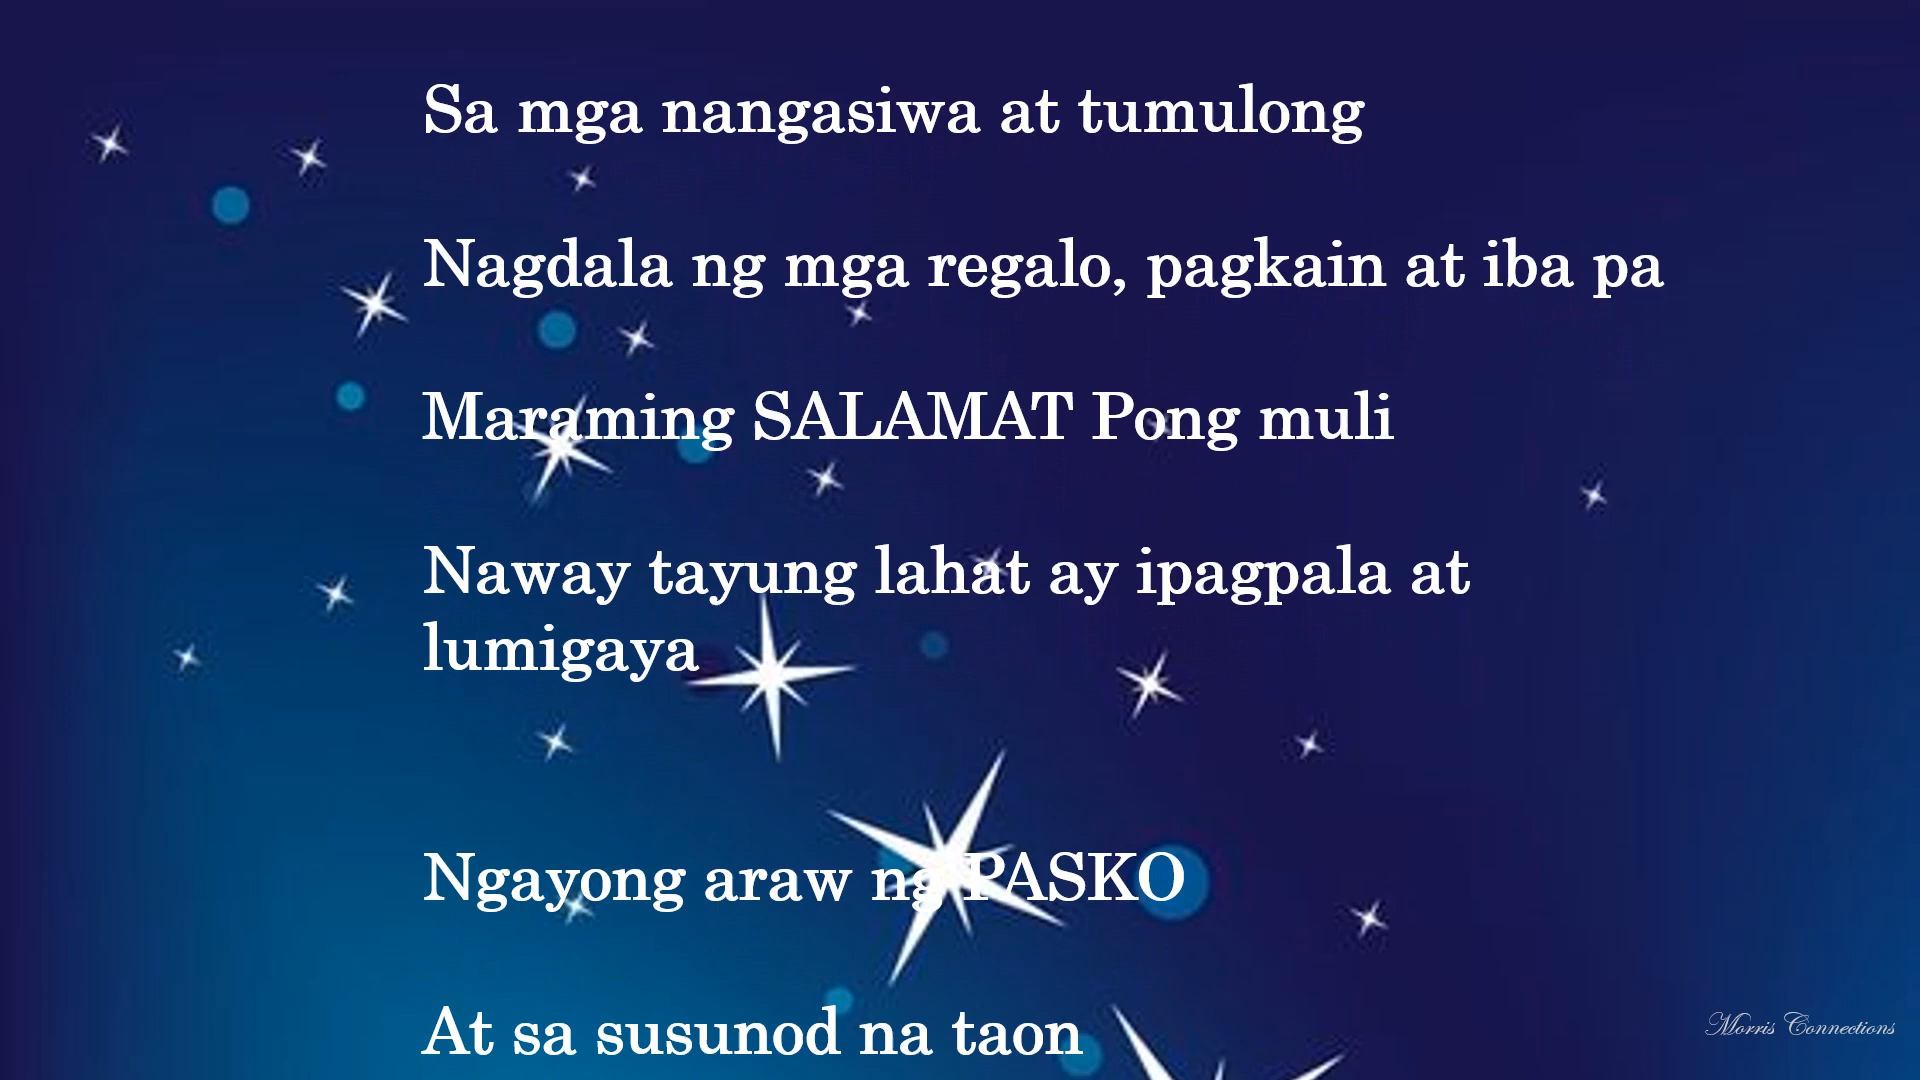 Sa mga nangasiwa at tumulong
Nagdala ng mga regalo, pagkain at iba pa
Maraming SALAMAT Pong muli
Naway tayung lahat ay ipagpala at
lumigaya
Ngayong araw ng PASKO
At sa susunod na taon
Morris Connections